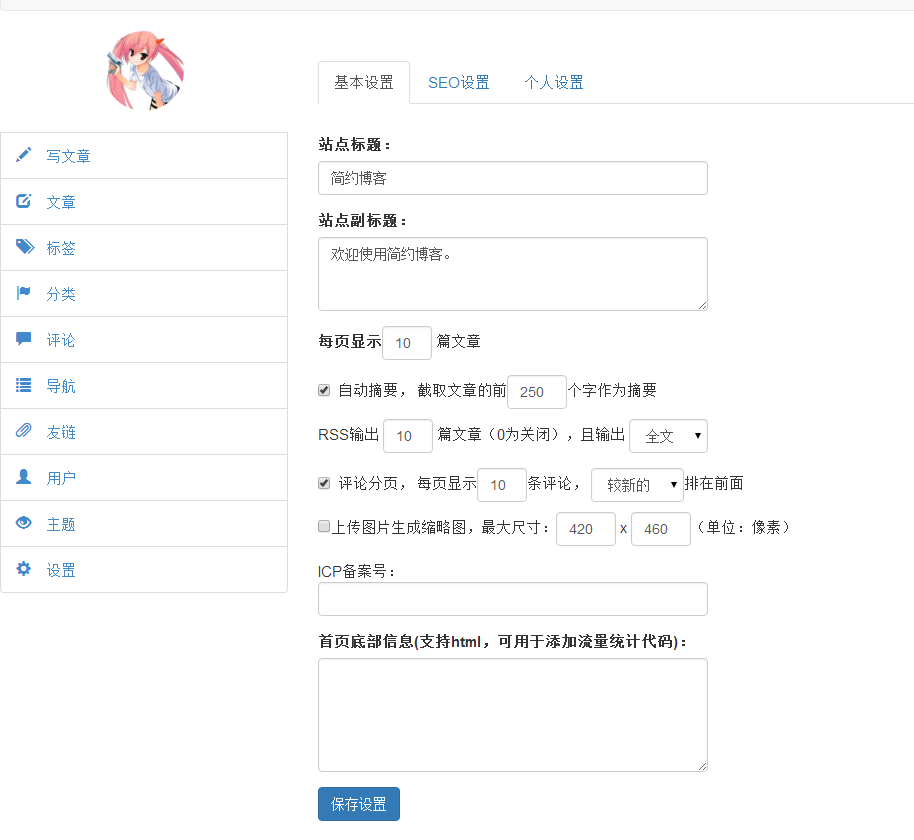 基本设置 SEO设置 个人设置
写文章
文章
标签
分类
评论
导航
友链
用户
主题
设置
站点标题：
简约博客
站点副标题：
欢迎使用简约博客。
每页显示 10 篇文章
自动摘要， 截取文章的前 250 个字作为摘要
RSS输出 10 篇文章（0为关闭），且输出 全文
评论分页， 每页显示 10 条评论， 较新的 排在前面
上传图片生成缩略图，最大尺寸： 420 x 460 （单位：像素）
ICP备案号：
首页底部信息(支持html，可用于添加流量统计代码)：
保存设置